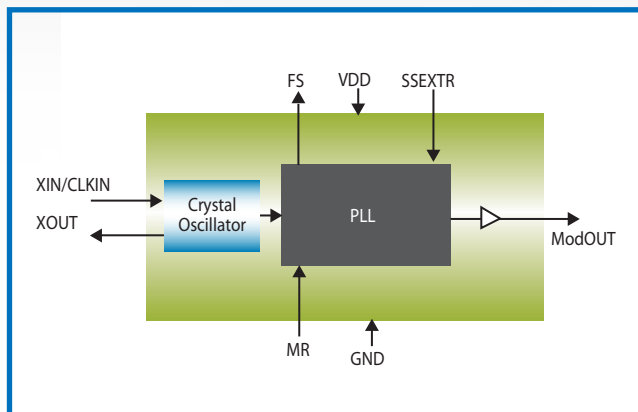 FS
VDD
SSEXTR
XIN/CLKIN
XOUT
Crystal
Oscillator
PLL
ModOUT
MR
GND